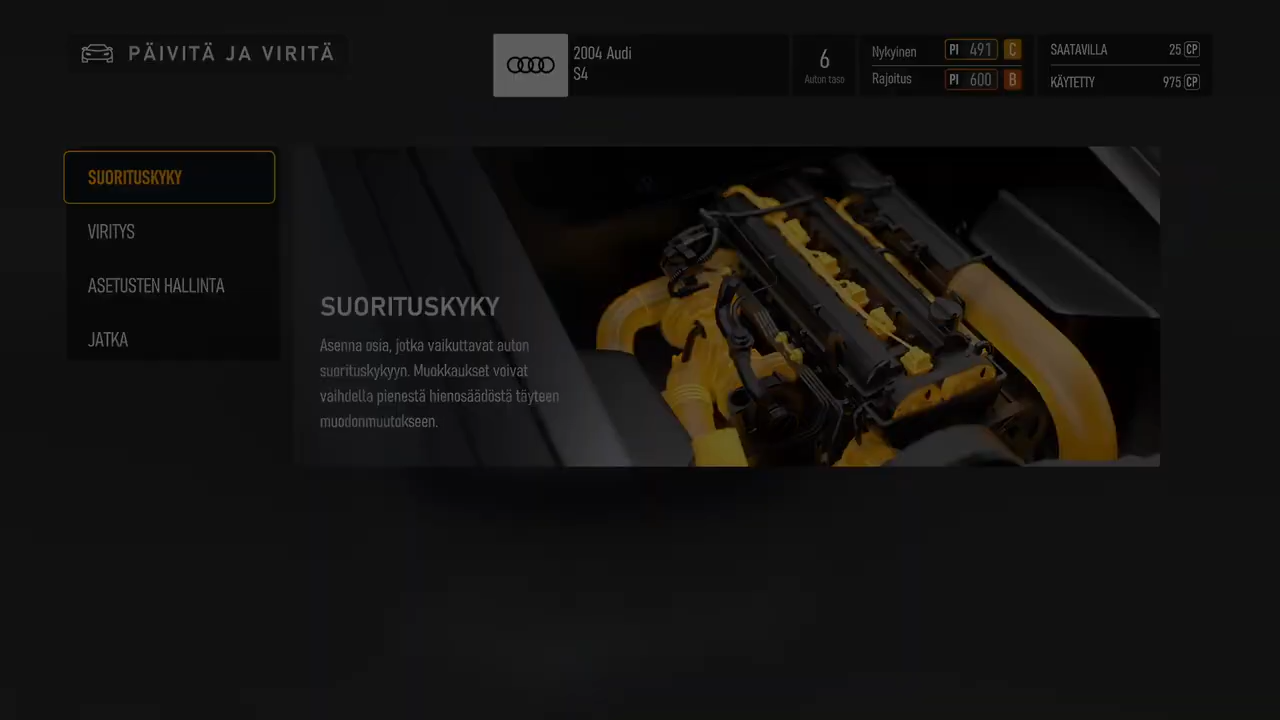 PÄIVITÄ JA VIRITÄ
2004 Audi
S4
6
Auton taso
Nykyinen PI 491 C
Rajoitus PI 600 B
SAATAVILLA 25 CP
KÄYTETTY 975 CP
SUORITUSKYKY
VIRITYS
ASETUSTEN HALLINTA
JATKA
SUORITUSKYKY
Asenna osia, jotka vaikuttavat auton
suorituskykyyn. Muokkaukset voivat
vaihdella pienestä hienosäädöstä täyteen
muodonmuutokseen.